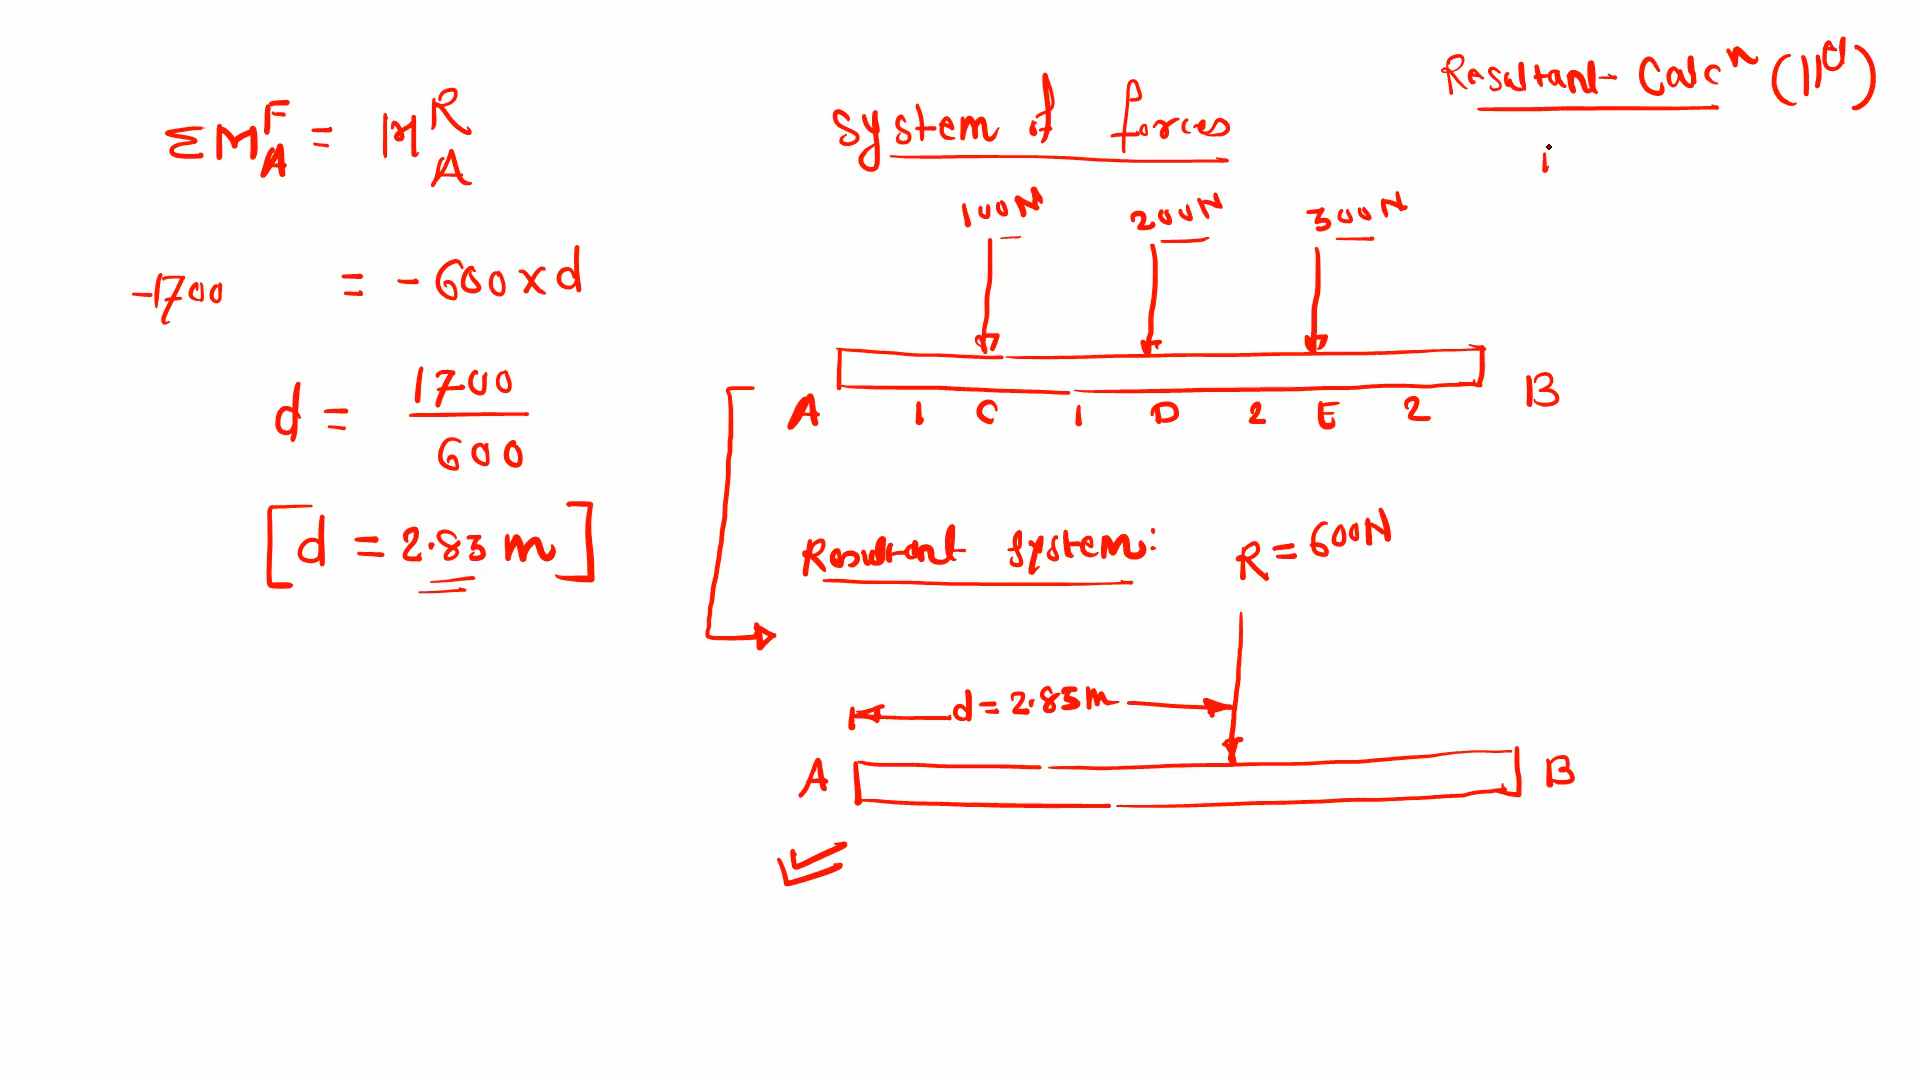 Resultant Calcⁿ (11ᵈ)
ΣM_A^F = M_A^R
System of forces
-1700 = -600 x d
100N 200N 300N
d = 1700/600
A 1 C 1 D 2 E 2 B
[d = 2.83 m]
Resultant System:
R = 600N
d = 2.83m
A B